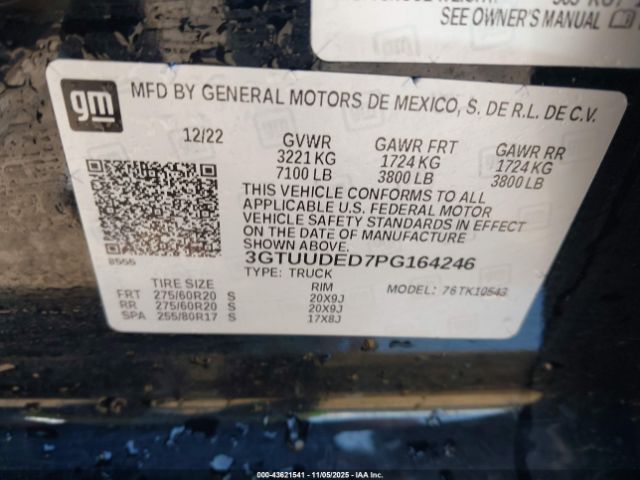 SEE OWNER'S MANUAL
gm
MFD BY GENERAL MOTORS DE MEXICO, S. DE R.L. DE C.V.
12/22 GVWR GAWR FRT GAWR RR
3221 KG 1724 KG 1724 KG
7100 LB 3800 LB 3800 LB
THIS VEHICLE CONFORMS TO ALL
APPLICABLE U.S. FEDERAL MOTOR
VEHICLE SAFETY STANDARDS IN EFFECT
ON THE DATE OF MANUFACTURE
SHOWN ABOVE.
3GTUUDED7PG164246
TYPE: TRUCK
MODEL: 76TK10543
TIRE SIZE RIM
FRT 275/60R20 S 20X9J
RR 275/60R20 S 20X9J
SPA 255/80R17 S 17X8J
000-43621541 - 11/05/2025 - IAA Inc.